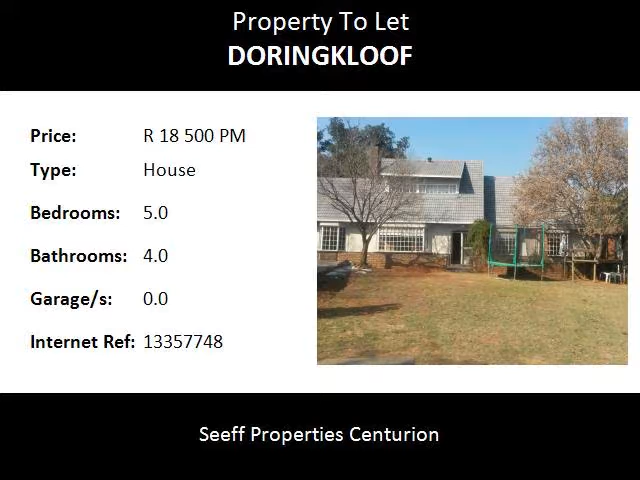 Property To Let
DORINGKLOOF
Price: R 18 500 PM
Type: House
Bedrooms: 5.0
Bathrooms: 4.0
Garage/s: 0.0
Internet Ref: 13357748
Seeff Properties Centurion